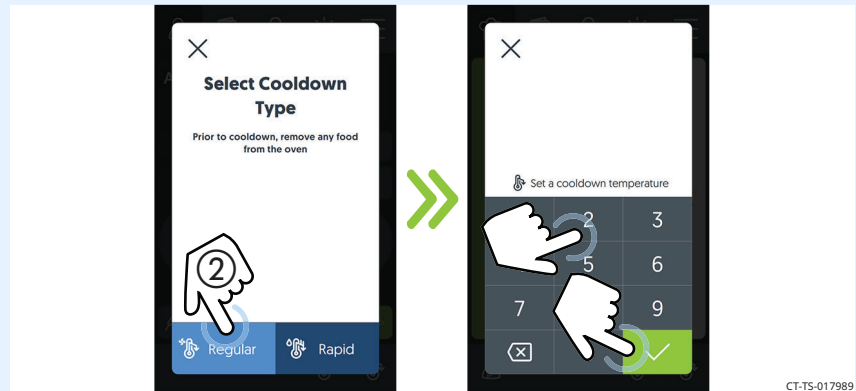 Select Cooldown
Type
Prior to cooldown, remove any food
from the oven
2
Regular
Rapid
Set a cooldown temperature
2
3
5
6
7
9
CT-TS-017989